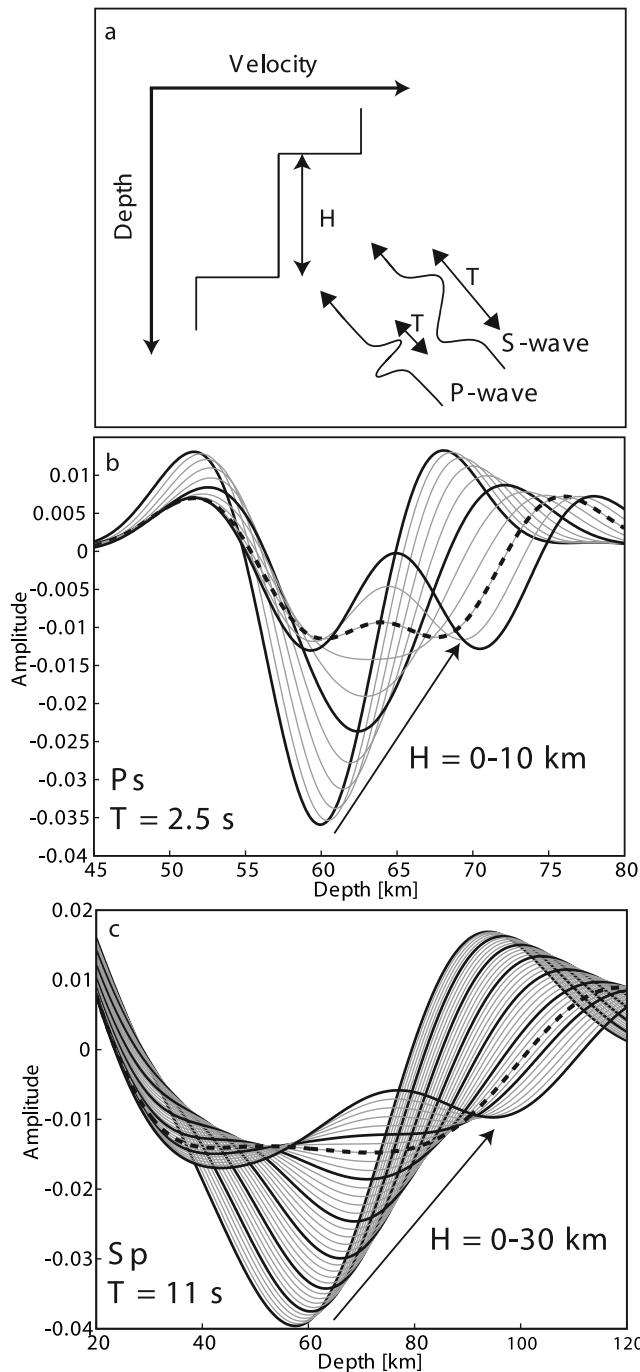 a
Velocity
Depth
H
T
T
S-wave
P-wave
b
0.01
0.005
0
-0.005
-0.01
-0.015
-0.02
-0.025
-0.03
-0.035
-0.04
Amplitude
Ps
T = 2.5 s
H = 0-10 km
45 50 55 60 65 70 75 80
Depth [km]
c
0.02
0.01
0
-0.01
-0.02
-0.03
-0.04
Amplitude
Sp
T = 11 s
H = 0-30 km
20 40 60 80 100 120
Depth [km]